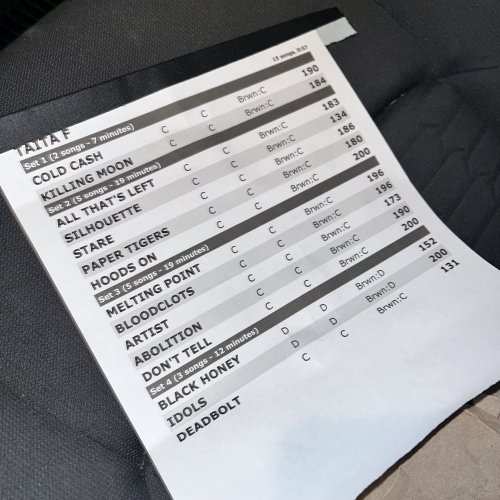 15 songs, 0:57
TAITA F
Set 1 (2 songs - 7 minutes)
COLD CASH C C Brwn:C 190
KILLING MOON C C Brwn:C 184
Set 2 (5 songs - 19 minutes)
ALL THAT'S LEFT C C Brwn:C 183
SILHOUETTE C C Brwn:C 134
STARE C C Brwn:C 186
PAPER TIGERS C C Brwn:C 180
HOODS ON C C Brwn:C 200
Set 3 (5 songs - 19 minutes)
MELTING POINT C C Brwn:C 196
BLOODCLOTS C C Brwn:C 196
ARTIST C C Brwn:C 173
ABOLITION C C Brwn:C 190
DON'T TELL C C Brwn:C 200
Set 4 (3 songs - 12 minutes)
BLACK HONEY D D Brwn:D 152
IDOLS D D Brwn:D 200
DEADBOLT C C Brwn:C 131